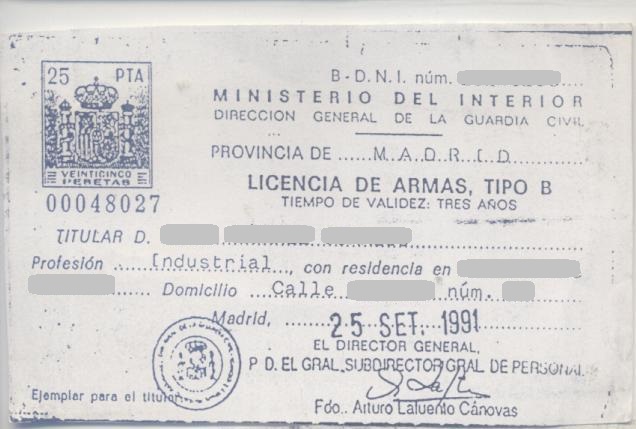 25 PTA
VEINTICINCO
PESETAS
00048027
B-D.N.I. núm.
MINISTERIO DEL INTERIOR
DIRECCION GENERAL DE LA GUARDIA CIVIL
PROVINCIA DE ......MADRID......
LICENCIA DE ARMAS, TIPO B
TIEMPO DE VALIDEZ: TRES AÑOS
TITULAR D.
Profesión ....Industrial..., con residencia en
Domicilio ...Calle núm.
Madrid, ......25 SET. 1991
EL DIRECTOR GENERAL,
P D. EL GRAL. SUBDIRECTOR GRAL DE PERSONAL
Ejemplar para el titular
Fdo.. Arturo Lafuente Cánovas